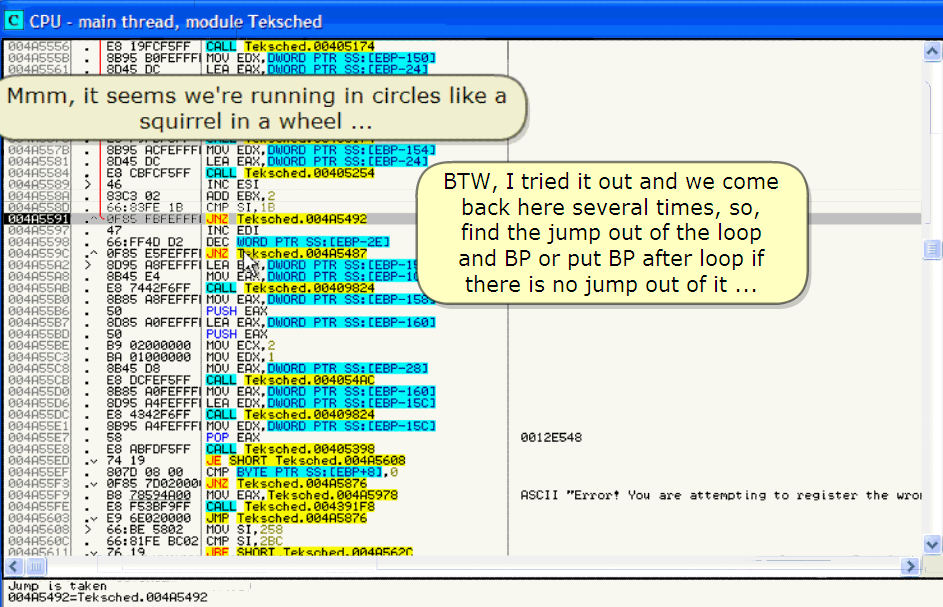 C CPU - main thread, module Teksched
004A5556 . E8 19FCF5FF CALL Teksched.00405174
004A555B . 8B95 B0FEFFFI MOV EDX,DWORD PTR SS:[EBP-150]
004A5561 . 8D45 DC LEA EAX,DWORD PTR SS:[EBP-24]
Mmm, it seems we're running in circles like a
squirrel in a wheel ...
004A557B . 8B95 ACFEFFFI MOV EDX,DWORD PTR SS:[EBP-154]
004A5581 . 8D45 DC LEA EAX,DWORD PTR SS:[EBP-24]
004A5584 . E8 CBFCF5FF CALL Teksched.00405254
004A5589 > 46 INC ESI
004A558A . 83C3 02 ADD EBX,2
004A558D . 66:83FE 1B CMP SI,1B
004A5591 .^ 0F85 FBFEFFFI JNZ Teksched.004A5492
004A5597 . 47 INC EDI
004A5598 . 66:FF4D D2 DEC WORD PTR SS:[EBP-2E]
004A559C .^ 0F85 E5FEFFFI JNZ Teksched.004A5487
004A55A2 > 8D95 A8FEFFFI LEA DWORD PTR SS:[EBP-15
004A55A8 . 8B45 E4 MOV EAX,DWORD PTR SS:[EBP-1
004A55AB . E8 7442F6FF CALL Teksched.00409824
004A55B0 . 8B85 A8FEFFFI MOV EAX,DWORD PTR SS:[EBP-158
004A55B6 . 50 PUSH EAX
004A55B7 . 8D85 A0FEFFFI LEA EAX,DWORD PTR SS:[EBP-160]
004A55BD . 50 PUSH EAX
004A55BE . B9 02000000 MOV ECX,2
004A55C3 . BA 01000000 MOV EDX,1
004A55C8 . 8B45 D8 MOV EAX,DWORD PTR SS:[EBP-28]
004A55CB . E8 DCFEF5FF CALL Teksched.004054AC
004A55D0 . 8B85 A0FEFFFI MOV EAX,DWORD PTR SS:[EBP-160]
004A55D6 . 8D95 A4FEFFFI LEA EDX,DWORD PTR SS:[EBP-15C]
004A55DC . E8 4342F6FF CALL Teksched.00409824
004A55E1 . 8B95 A4FEFFFI MOV EDX,DWORD PTR SS:[EBP-15C]
004A55E7 . 58 POP EAX 0012E548
004A55E8 . E8 ABFDF5FF CALL Teksched.00405398
004A55ED .v 74 19 JE SHORT Teksched.004A5608
004A55EF . 807D 08 00 CMP BYTE PTR SS:[EBP+8],0
004A55F3 .v 0F85 7D020000 JNZ Teksched.004A5876
004A55F9 . B8 78594A00 MOV EAX,Teksched.004A5978 ASCII "Error! You are attempting to register the wro
004A55FE . E8 F53BF9FF CALL Teksched.004391F8
004A5603 .v E9 6E020000 JMP Teksched.004A5876
004A5608 > 66:BE 5802 MOV SI,258
004A560C . 66:81FE BC02 CMP SI,2BC
004A5611 .v 76 19 JBE SHORT Teksched.004A562C
BTW, I tried it out and we come
back here several times, so,
find the jump out of the loop
and BP or put BP after loop if
there is no jump out of it ...
Jump is taken
004A5492=Teksched.004A5492